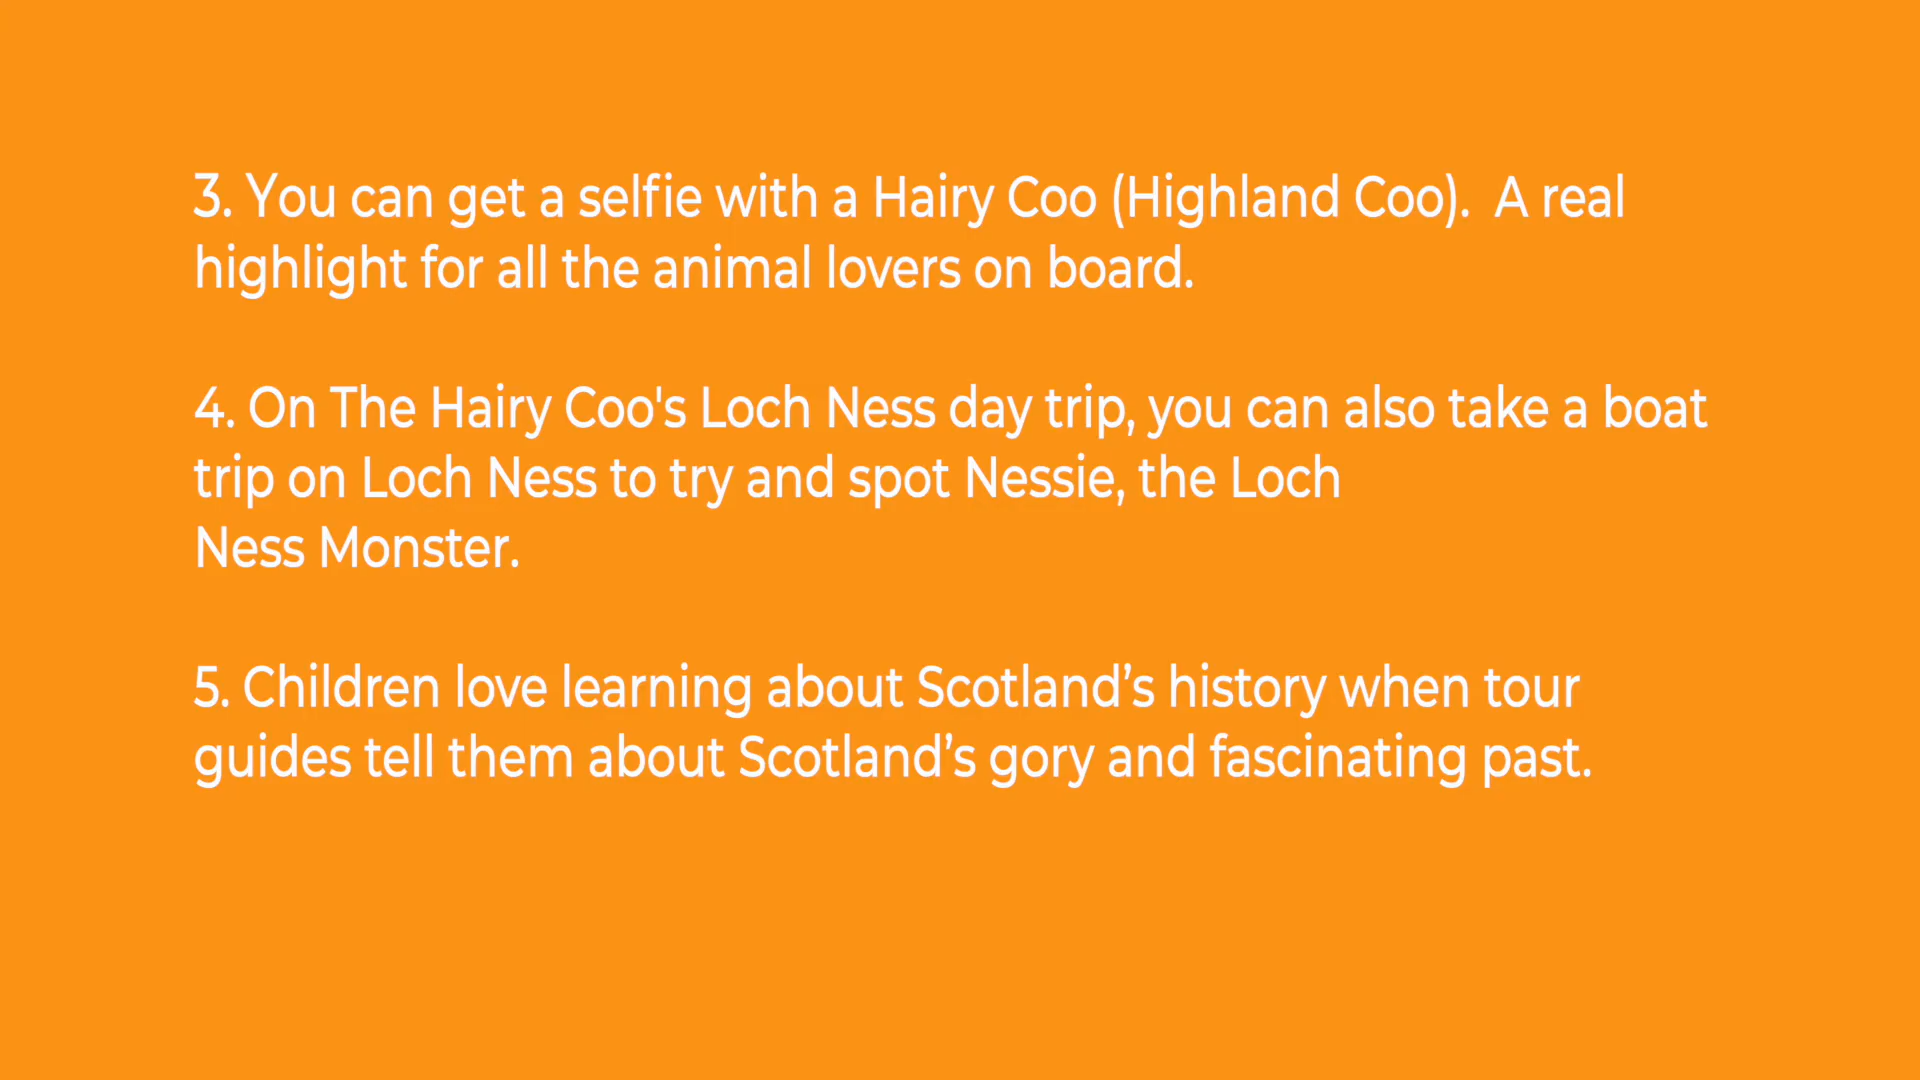 3. You can get a selfie with a Hairy Coo (Highland Coo).  A real
highlight for all the animal lovers on board.
4. On The Hairy Coo's Loch Ness day trip, you can also take a boat
trip on Loch Ness to try and spot Nessie, the Loch
Ness Monster.
5. Children love learning about Scotland’s history when tour
guides tell them about Scotland’s gory and fascinating past.